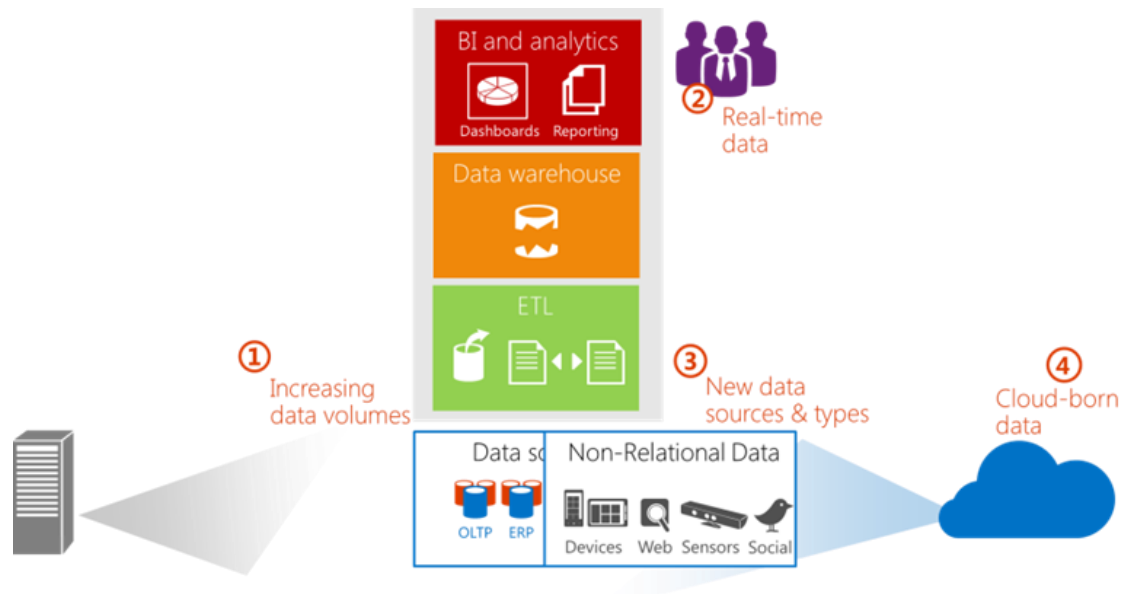 BI and analytics
Dashboards Reporting
②
Real-time
data
Data warehouse
ETL
①
Increasing
data volumes
③
New data
sources & types
④
Cloud-born
data
Data
OLTP ERP
Non-Relational Data
Devices Web Sensors Social